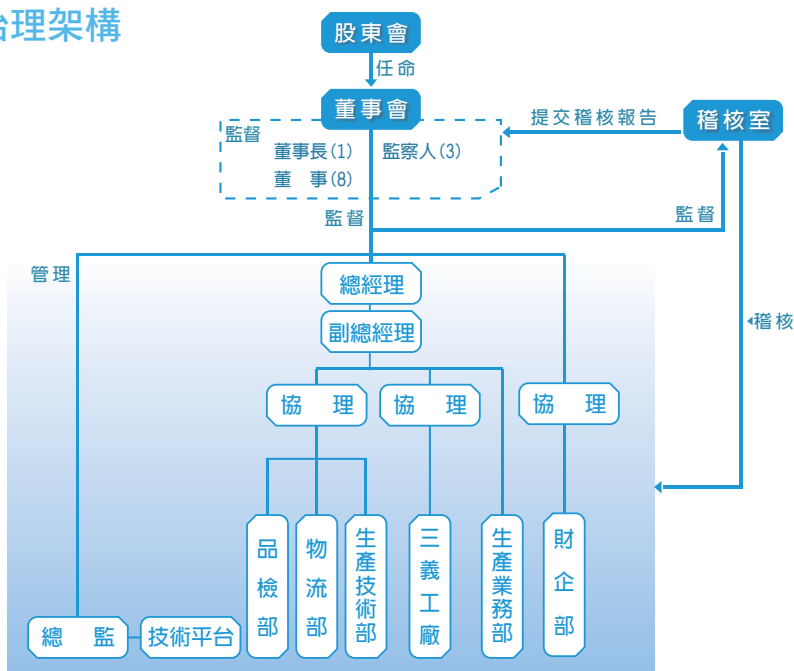 治理架構
股東會
任命
董事會
稽核室
提交稽核報告
監督
董事長(1)
監察人(3)
董 事(8)
監督
監督
管理
總經理
稽核
副總經理
協 理
協 理
協 理
品檢部
物流部
生產技術部
三義工廠
生產業務部
財企部
總 監
技術平台